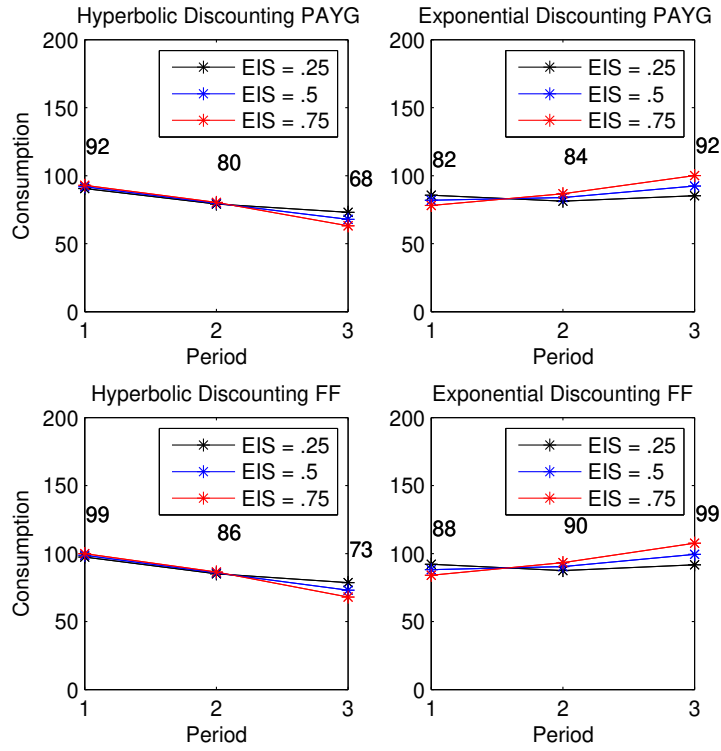 Hyperbolic Discounting PAYG
200
150
100
50
0
Consumption
EIS = .25
EIS = .5
EIS = .75
92
80
68
1
2
3
Period
Exponential Discounting PAYG
200
150
100
50
0
EIS = .25
EIS = .5
EIS = .75
82
84
92
1
2
3
Period
Hyperbolic Discounting FF
200
150
100
50
0
Consumption
EIS = .25
EIS = .5
EIS = .75
99
86
73
1
2
3
Period
Exponential Discounting FF
200
150
100
50
0
EIS = .25
EIS = .5
EIS = .75
88
90
99
1
2
3
Period